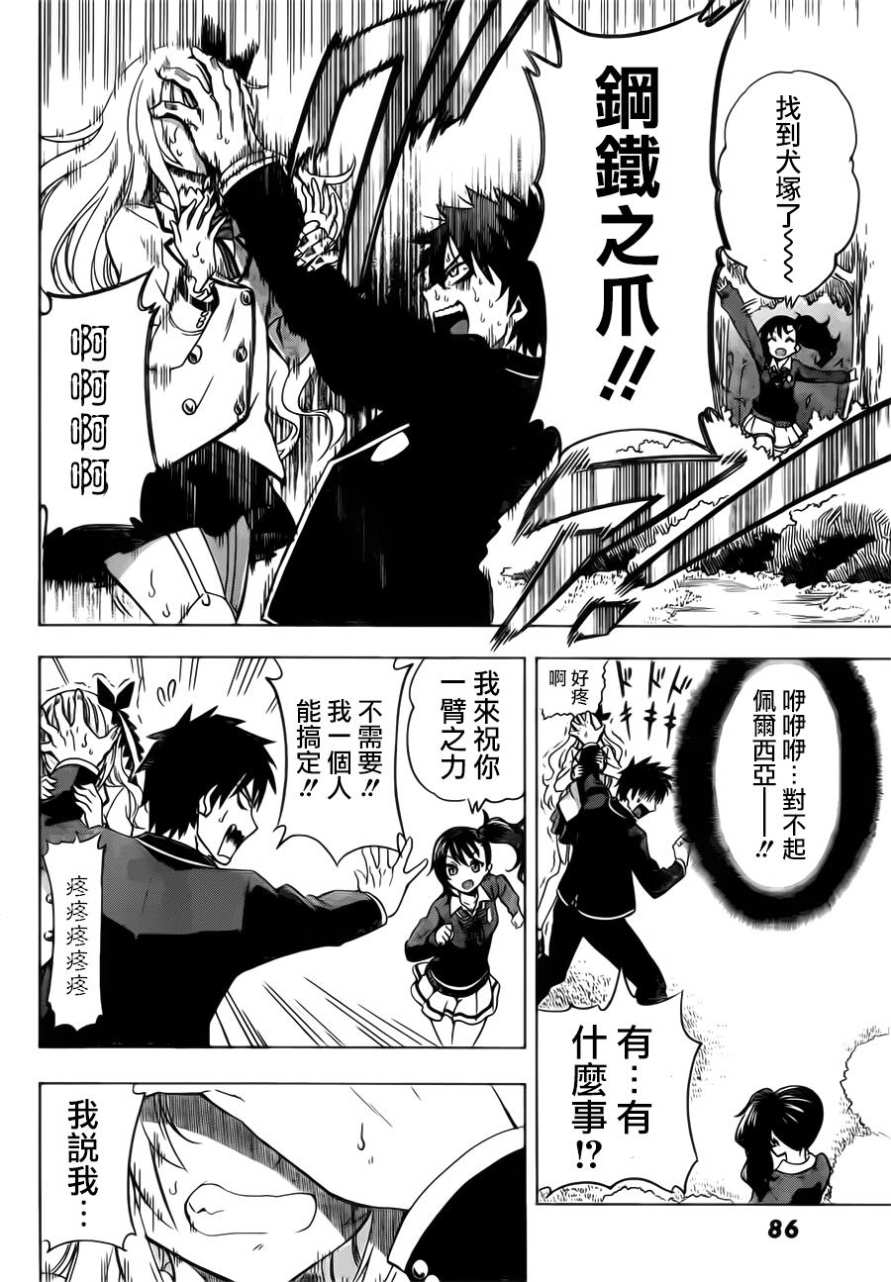 找到犬塚了～～
鋼鐵之爪!!
啊啊啊啊
咿咿咿…對不起
佩爾西亞——!!
好疼
啊
有…有
什麼事!?
我來祝你
一臂之力
不需要!!
我一個人
能搞定!!
疼疼疼疼疼
我説我…
86